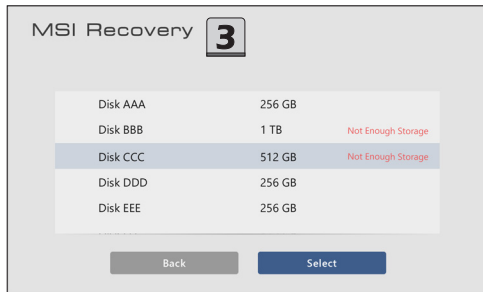 MSI Recovery 3
Disk AAA 256 GB
Disk BBB 1 TB Not Enough Storage
Disk CCC 512 GB Not Enough Storage
Disk DDD 256 GB
Disk EEE 256 GB
Back Select